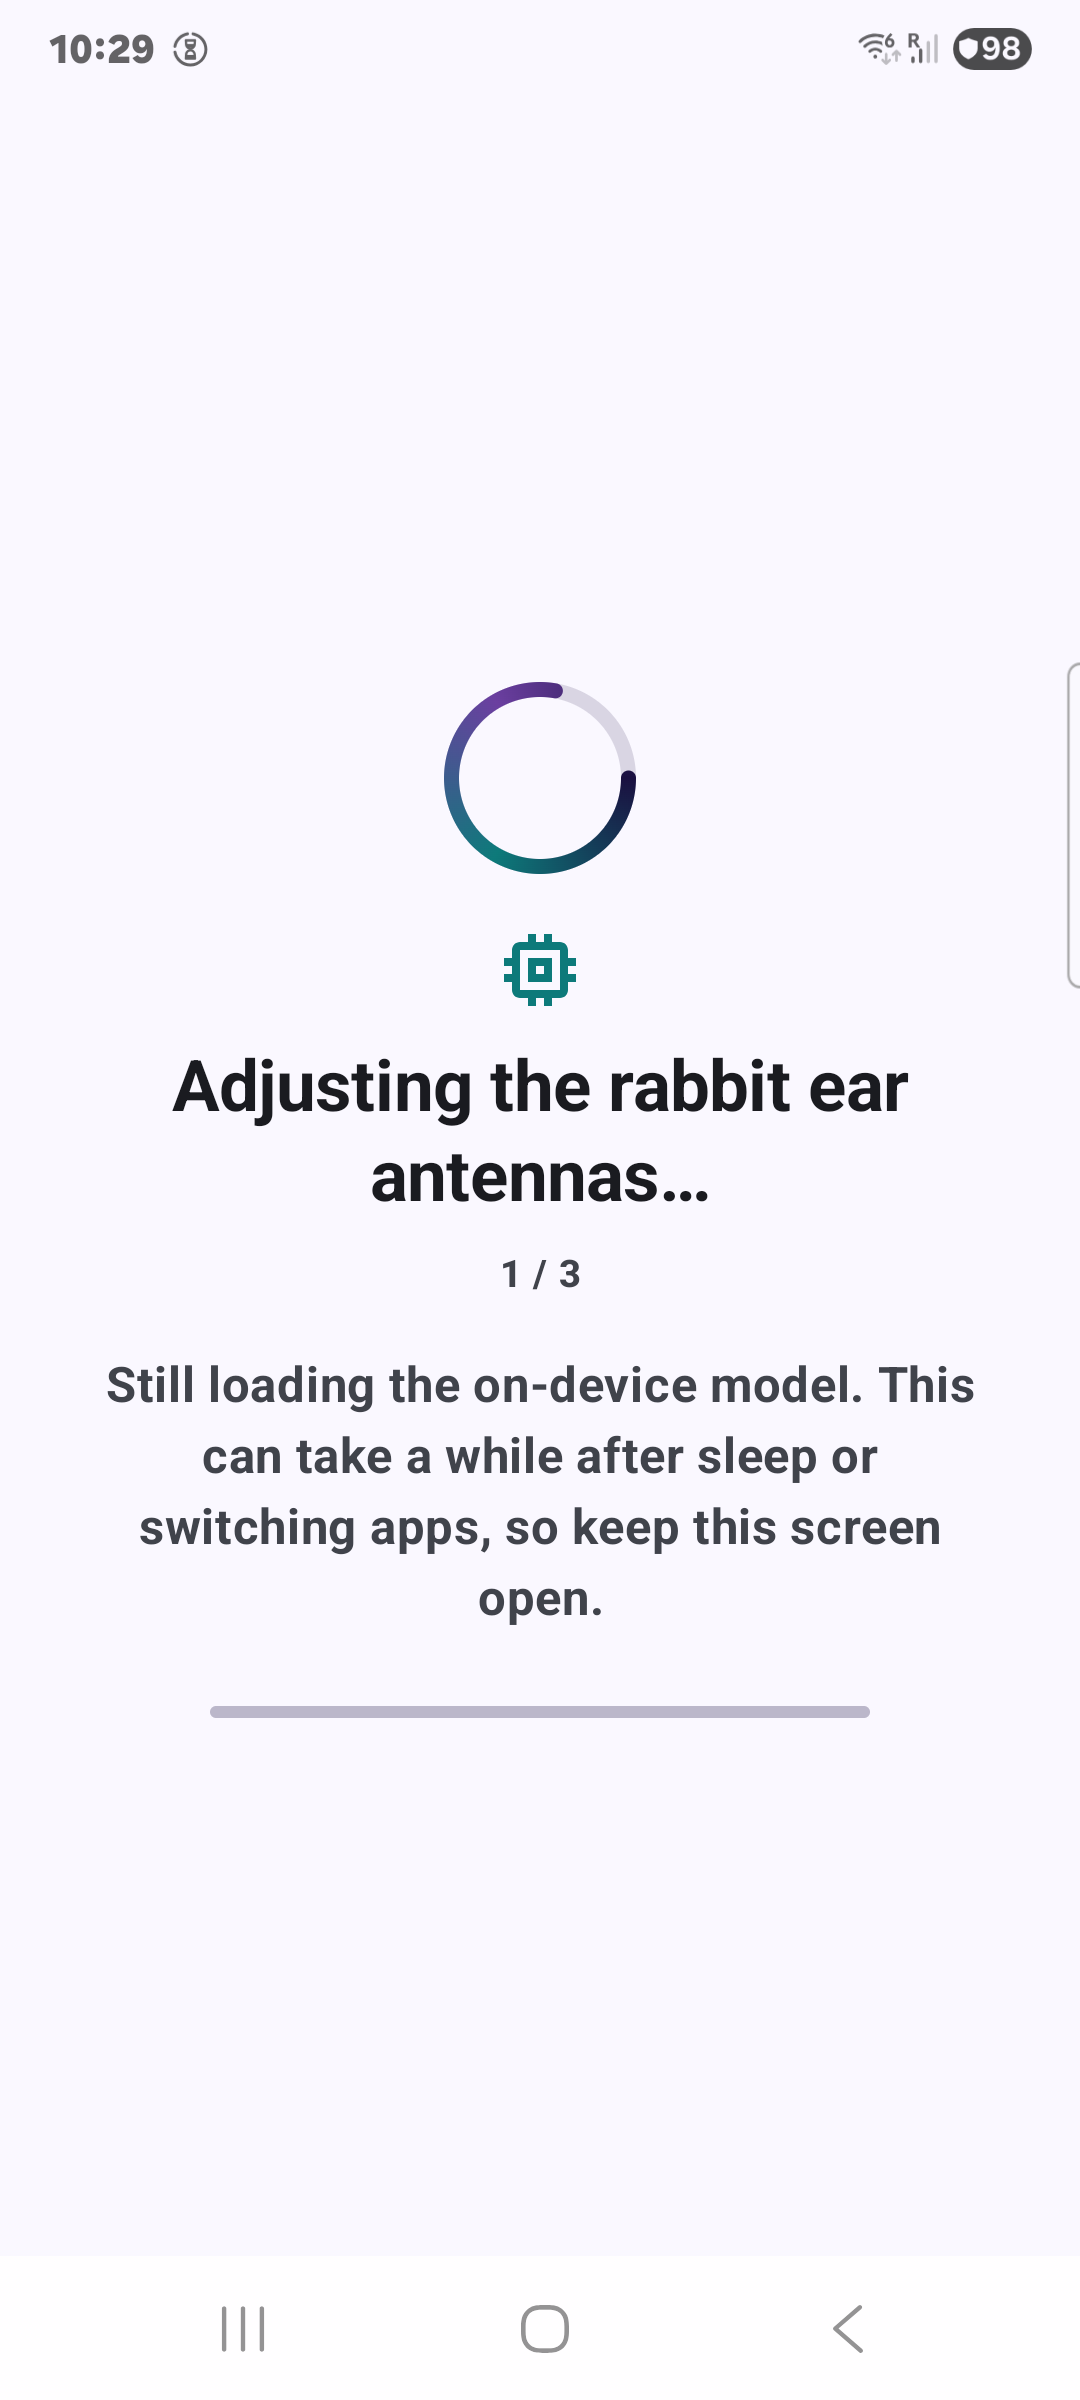 10:29
6 R 98
Adjusting the rabbit ear
antennas...
1 / 3
Still loading the on-device model. This
can take a while after sleep or
switching apps, so keep this screen
open.